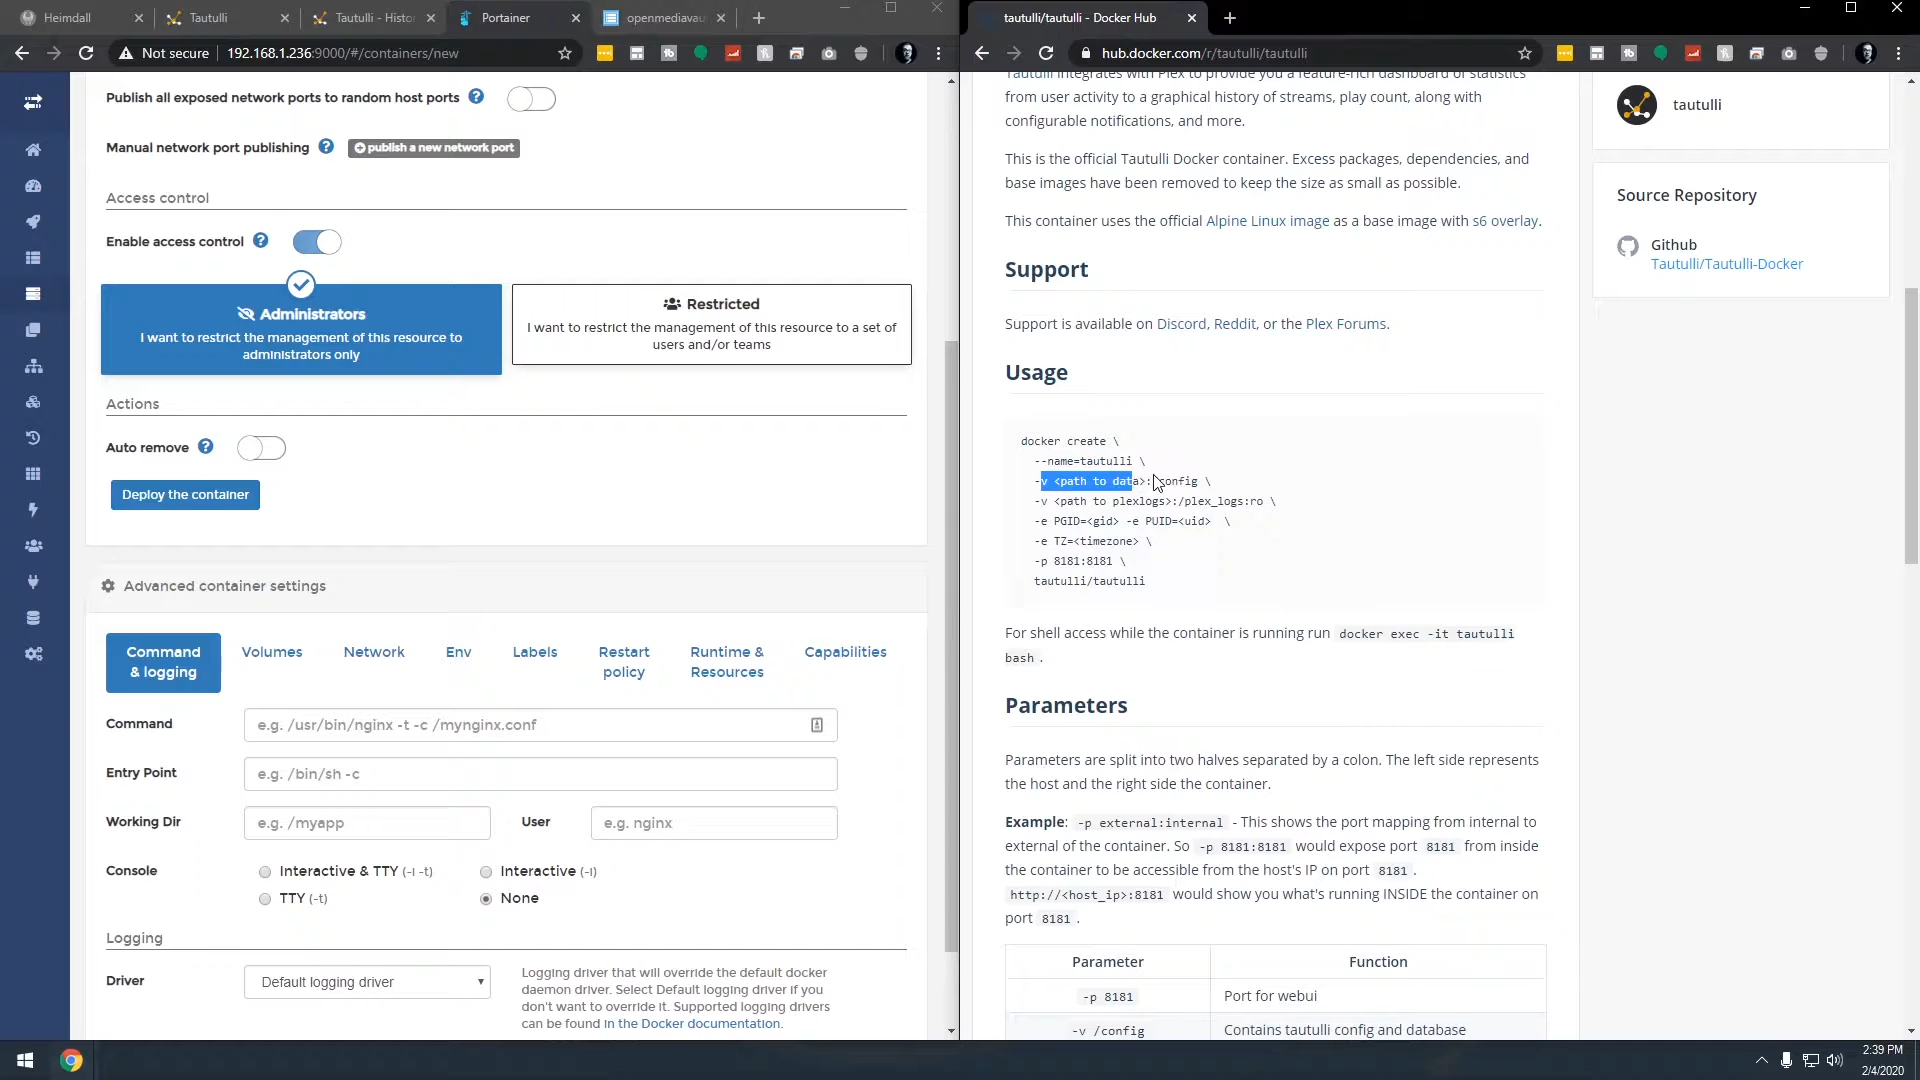 Heimdall
Tautulli
Tautulli - Histo
Portainer
openmediavau
Not secure
192.168.1.236:9000/#/containers/new
Publish all exposed network ports to random host ports
Manual network port publishing
publish a new network port
Access control
Enable access control
Administrators
I want to restrict the management of this resource to
administrators only
Restricted
I want to restrict the management of this resource to a set of
users and/or teams
Actions
Auto remove
Deploy the container
Advanced container settings
Command
& logging
Volumes
Network
Env
Labels
Restart
policy
Runtime &
Resources
Capabilities
Command
e.g. /usr/bin/nginx -t -c /mynginx.conf
Entry Point
e.g. /bin/sh -c
Working Dir
e.g. /myapp
User
e.g. nginx
Console
Interactive & TTY (-i -t)
Interactive (-i)
TTY (-t)
None
Logging
Driver
Default logging driver
Logging driver that will override the default docker
daemon driver. Select Default logging driver if you
don't want to override it. Supported logging drivers
can be found in the Docker documentation.
tautulli/tautulli - Docker Hub
hub.docker.com/r/tautulli/tautulli
Tautulli integrates with Plex to provide you a feature-rich dashboard of statistics
from user activity to a graphical history of streams, play count, along with
configurable notifications, and more.
This is the official Tautulli Docker container. Excess packages, dependencies, and
base images have been removed to keep the size as small as possible.
This container uses the official Alpine Linux image as a base image with s6 overlay.
Support
Support is available on Discord, Reddit, or the Plex Forums.
Usage
docker create \
--name=tautulli \
-v <path to data>:/config \
-v <path to plexlogs>:/plex_logs:ro \
-e PGID=<gid> -e PUID=<uid> \
-e TZ=<timezone> \
-p 8181:8181 \
tautulli/tautulli
For shell access while the container is running run docker exec -it tautulli
bash .
Parameters
Parameters are split into two halves separated by a colon. The left side represents
the host and the right side the container.
Example: -p external:internal - This shows the port mapping from internal to
external of the container. So -p 8181:8181 would expose port 8181 from inside
the container to be accessible from the host's IP on port 8181 .
http://<host_ip>:8181 would show you what's running INSIDE the container on
port 8181 .
Parameter
Function
-p 8181
Port for webui
-v /config
Contains tautulli config and database
tautulli
Source Repository
Github
Tautulli/Tautulli-Docker
2:39 PM
2/4/2020